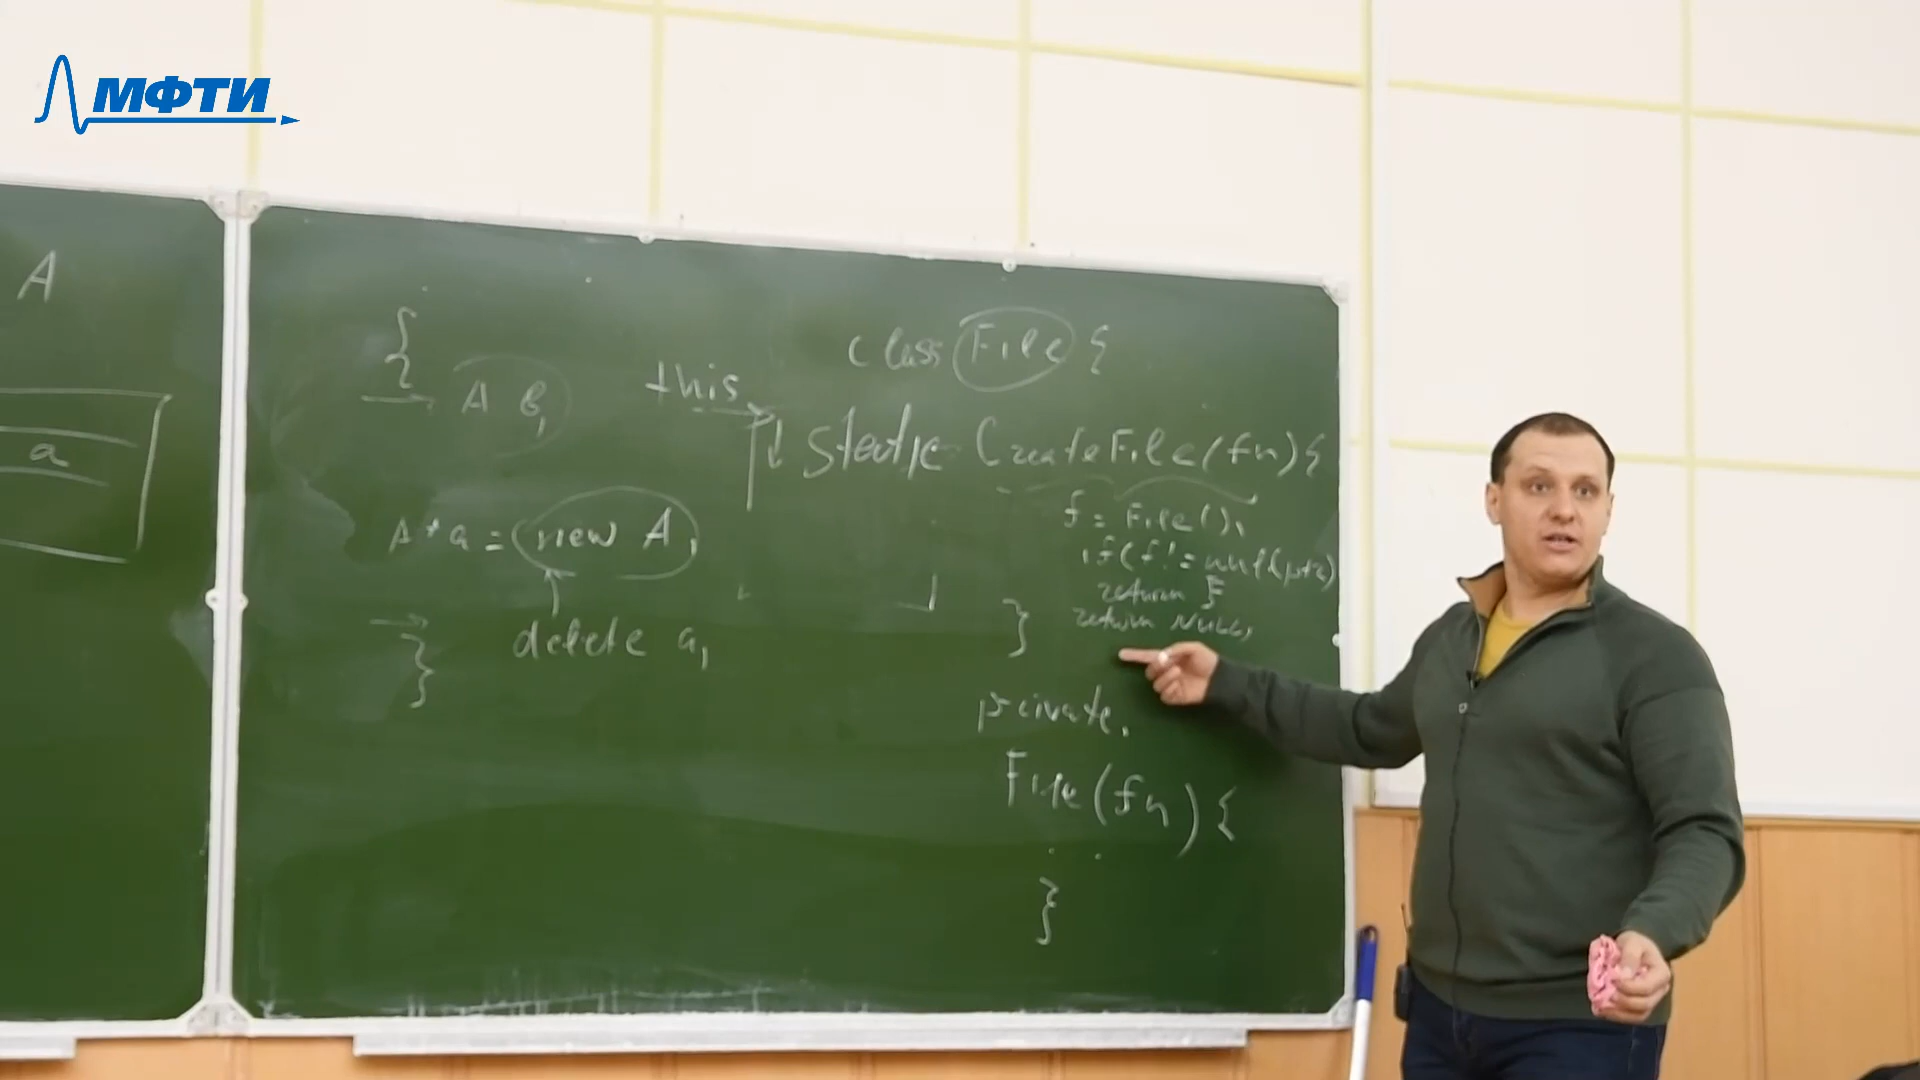 МФТИ
A
a
{
A b;
A * a = new A;
delete a;
}
this
class File {
static CreateFile(fn) {
f = File();
if (f != nullptr)
return f
return NULL;
}
private:
File(fn) {
. .
}